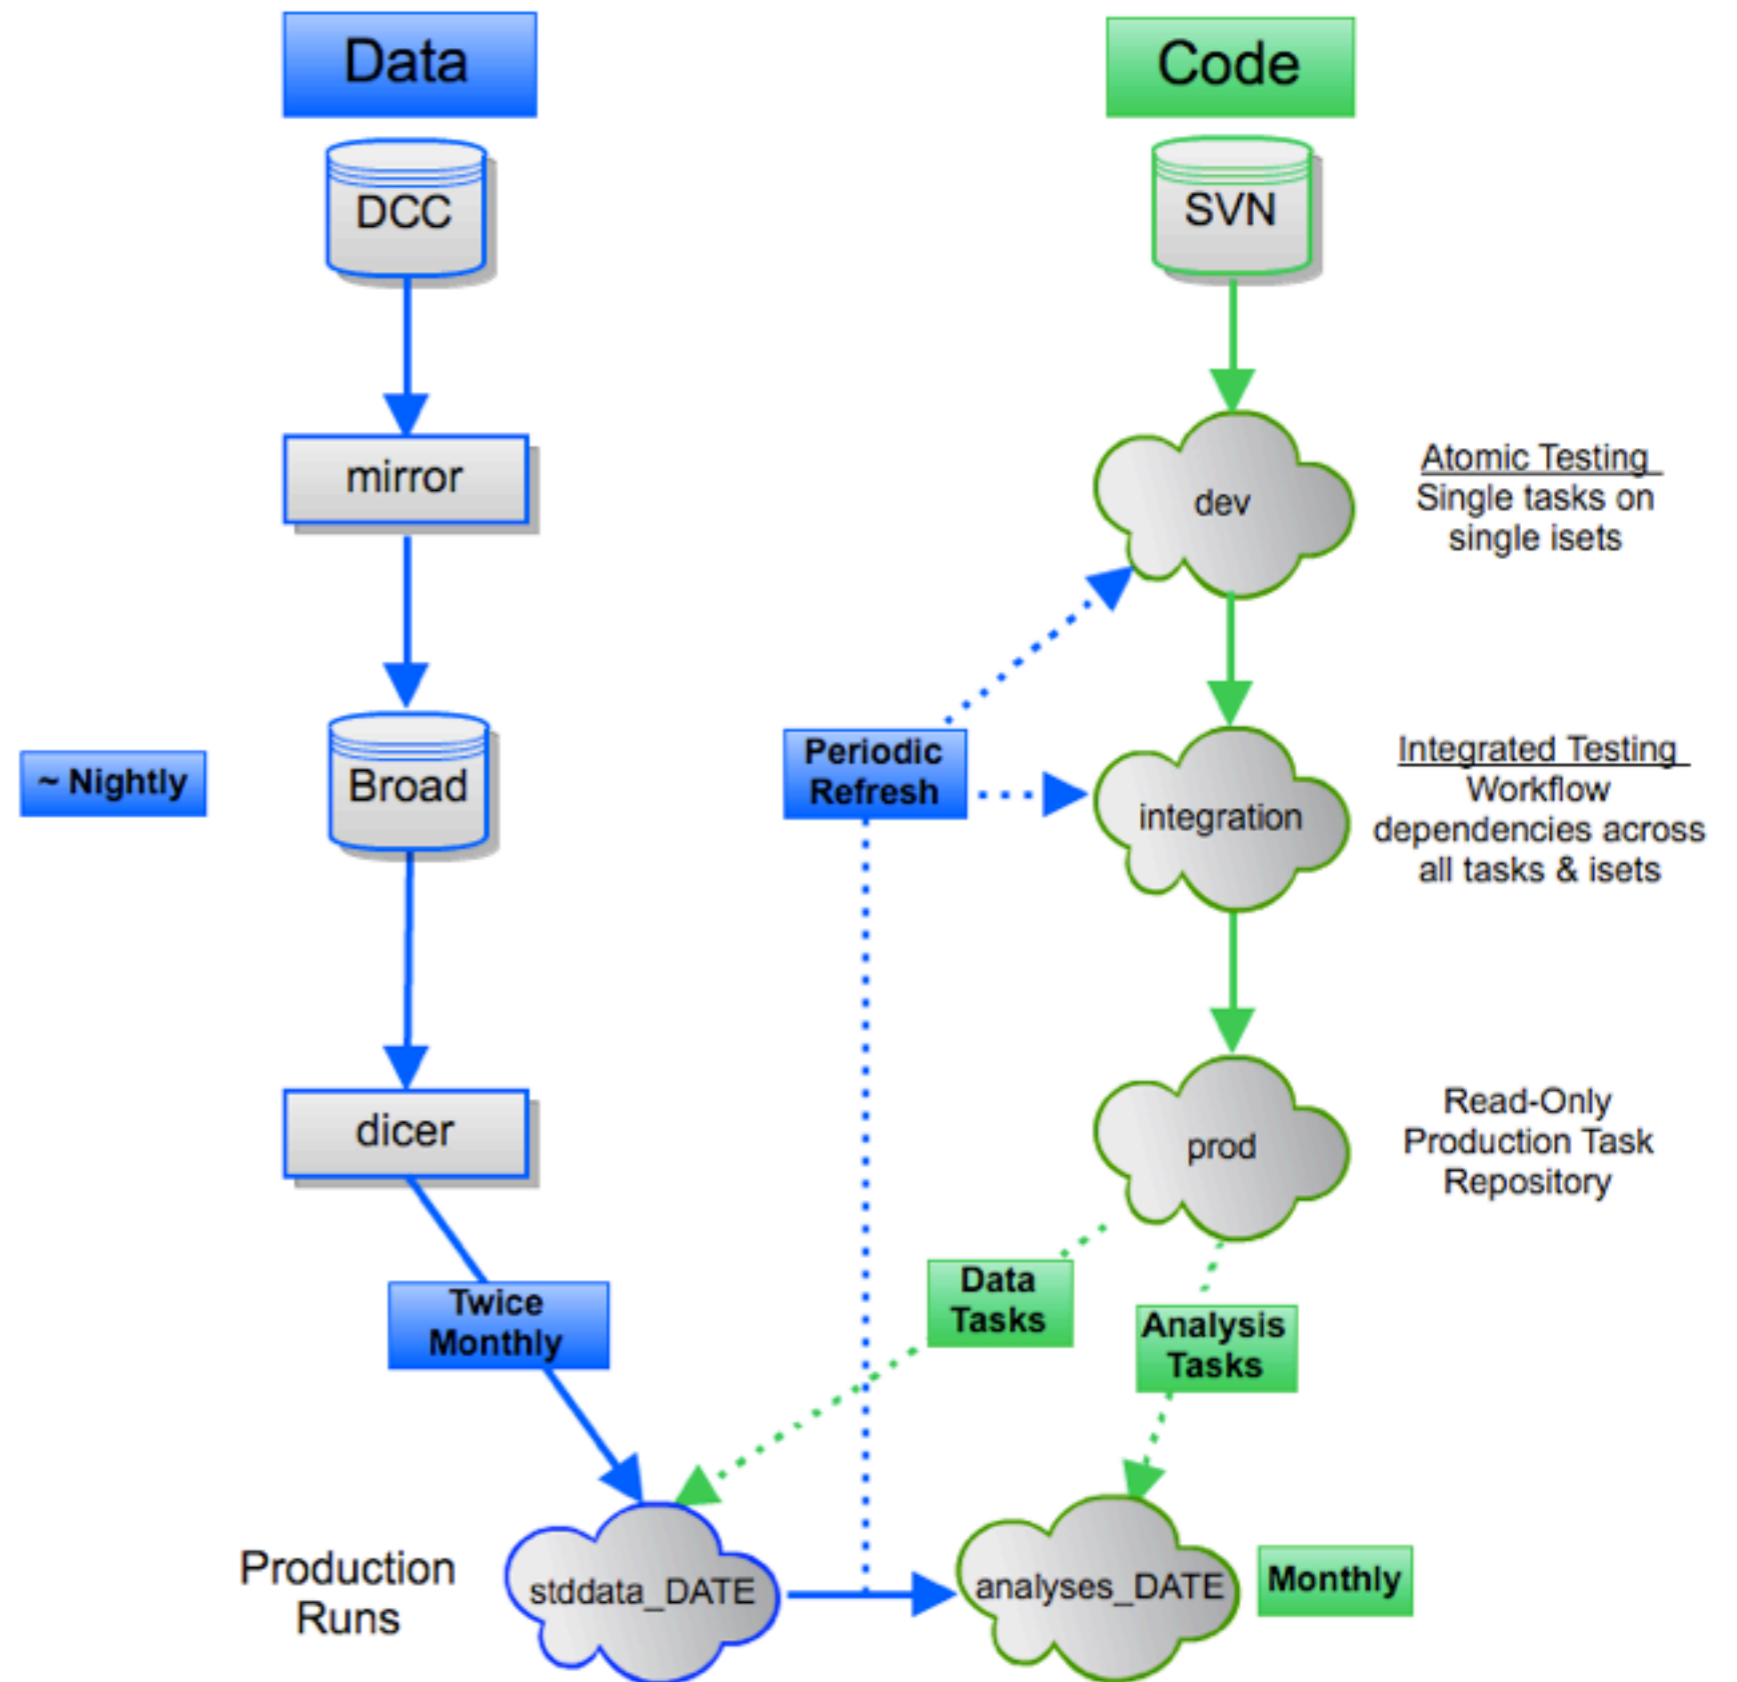 Data
Code
DCC
SVN
mirror
dev
Atomic Testing
Single tasks on
single isets
~ Nightly
Broad
Periodic
Refresh
integration
Integrated Testing
Workflow
dependencies across
all tasks & isets
dicer
prod
Read-Only
Production Task
Repository
Twice
Monthly
Data
Tasks
Analysis
Tasks
Production
Runs
stddata_DATE
analyses_DATE
Monthly